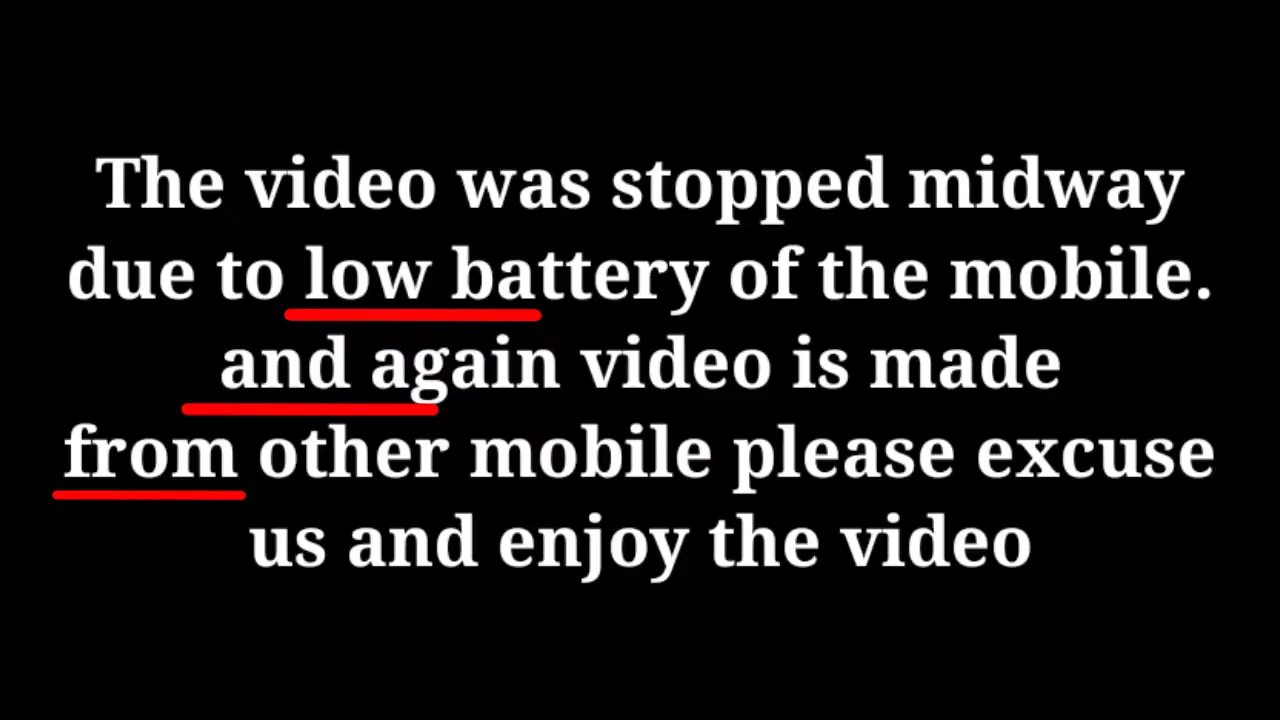 The video was stopped midway
due to low battery of the mobile.
and again video is made
from other mobile please excuse
us and enjoy the video